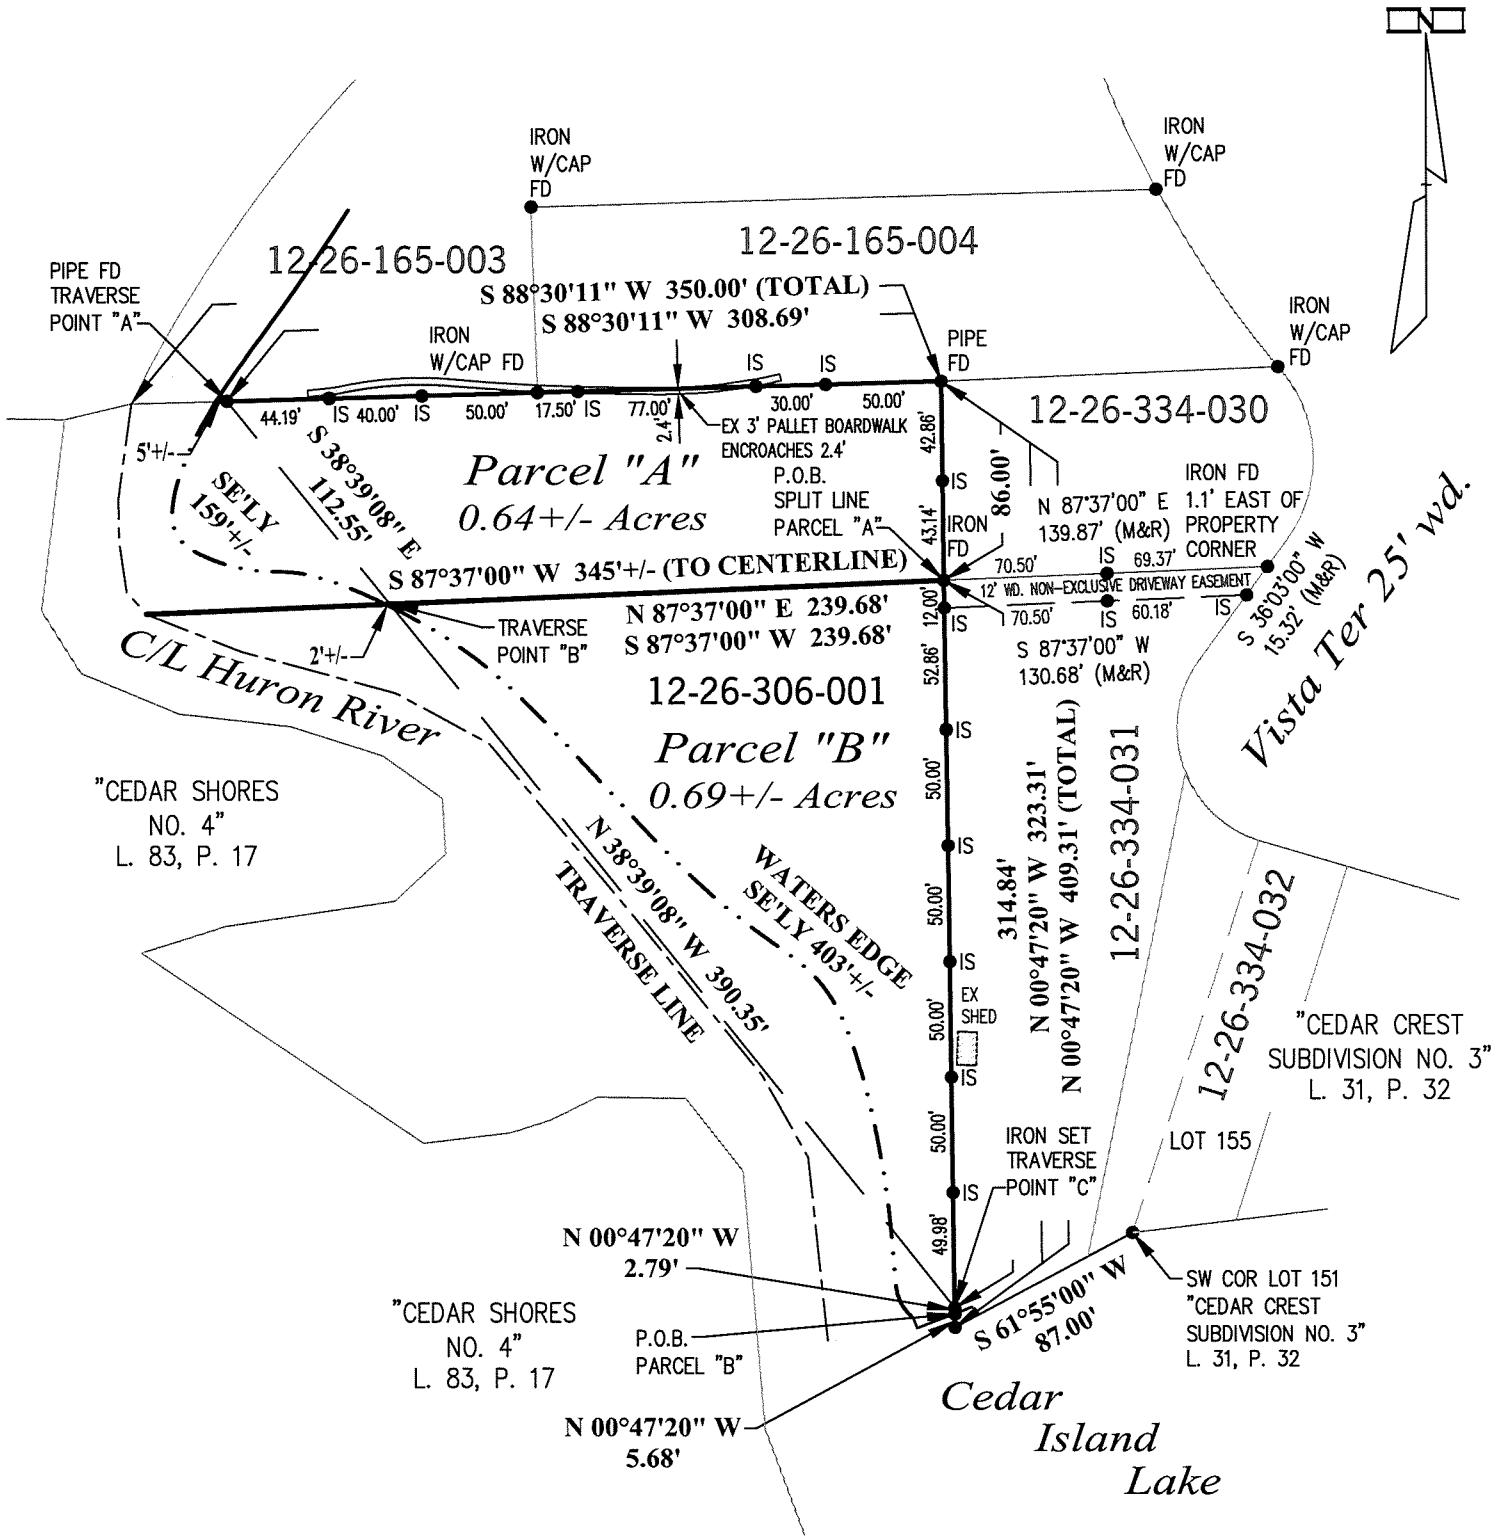 N
IRON
W/CAP
FD
IRON
W/CAP
FD
12-26-165-003
12-26-165-004
PIPE FD
TRAVERSE
POINT "A"
S 88°30'11" W 350.00' (TOTAL)
S 88°30'11" W 308.69'
IRON
W/CAP FD
IS
IS
PIPE
FD
IRON
W/CAP
FD
44.19'
IS
40.00'
50.00'
17.50'
IS
77.00'
2.4'
30.00'
50.00'
EX 3' PALLET BOARDWALK
ENCROACHES 2.4'
12-26-334-030
5'+/-
SE'LY
159'+/-
S 38°39'08" E
112.55'
Parcel "A"
0.64+/- Acres
P.O.B.
SPLIT LINE
PARCEL "A"
42.86'
IS
43.14'
86.00'
IRON
FD
N 87°37'00" E
139.87' (M&R)
IRON FD
1.1' EAST OF
PROPERTY
CORNER
S 87°37'00" W 345'+/- (TO CENTERLINE)
70.50'
IS
69.37'
12' WD. NON-EXCLUSIVE DRIVEWAY EASEMENT
12.00'
IS
70.50'
IS
60.18'
IS
S 36°03'00" W
15.32' (M&R)
Vista Ter 25' wd.
N 87°37'00" E 239.68'
S 87°37'00" W 239.68'
S 87°37'00" W
130.68' (M&R)
TRAVERSE
POINT "B"
2'+/-
C/L Huron River
12-26-306-001
Parcel "B"
0.69+/- Acres
52.86'
IS
50.00'
IS
50.00'
IS
50.00'
EX
SHED
IS
50.00'
IS
49.98'
314.84'
N 00°47'20" W 323.31'
N 00°47'20" W 409.31' (TOTAL)
12-26-334-031
12-26-334-032
"CEDAR SHORES
NO. 4"
L. 83, P. 17
N 38°39'08" W 390.35'
TRAVERSE LINE
WATERS EDGE
SE'LY 403'+/-
"CEDAR CREST
SUBDIVISION NO. 3"
L. 31, P. 32
IRON SET
TRAVERSE
POINT "C"
LOT 155
N 00°47'20" W
2.79'
SW COR LOT 151
"CEDAR CREST
SUBDIVISION NO. 3"
L. 31, P. 32
S 61°55'00" W
87.00'
"CEDAR SHORES
NO. 4"
L. 83, P. 17
P.O.B.
PARCEL "B"
N 00°47'20" W
5.68'
Cedar
Island
Lake